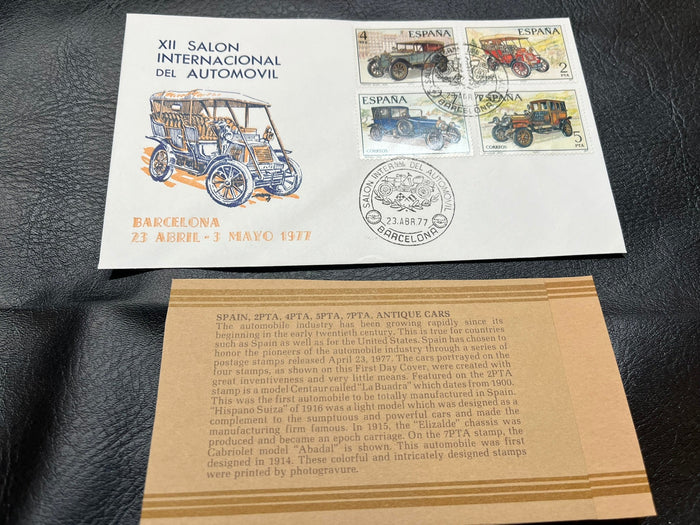 XII SALON
INTERNACIONAL
DEL AUTOMOVIL
BARCELONA
23 ABRIL - 3 MAYO 1977
4
ESPAÑA
ESPAÑA
2
PTA
ESPAÑA
CORREOS
ESPAÑA
CORREOS
5
PTA
23.ABR.77
BARCELONA
SALON INTERNAL DEL AUTOMOVIL
23.ABR.77
BARCELONA
SPAIN, 2PTA, 4PTA, 5PTA, 7PTA, ANTIQUE CARS
The automobile industry has been growing rapidly since its
beginning in the early twentieth century. This is true for countries
such as Spain as well as for the United States. Spain has chosen to
honor the pioneers of the automobile industry through a series of
postage stamps released April 23, 1977. The cars portrayed on the
four stamps, as shown on this First Day Cover, were created with
great inventiveness and very little means. Featured on the 2PTA
stamp is a model Centaur called "La Buadra" which dates from 1900.
This was the first automobile to be totally manufactured in Spain.
"Hispano Suiza" of 1916 was a light model which was designed as a
complement to the sumptuous and powerful cars and made the
manufacturing firm famous. In 1915, the "Elizalde" chassis was
produced and became an epoch carriage. On the 7PTA stamp, the
Cabriolet model "Abadal" is shown. This automobile was first
designed in 1914. These colorful and intricately designed stamps
were printed by photogravure.